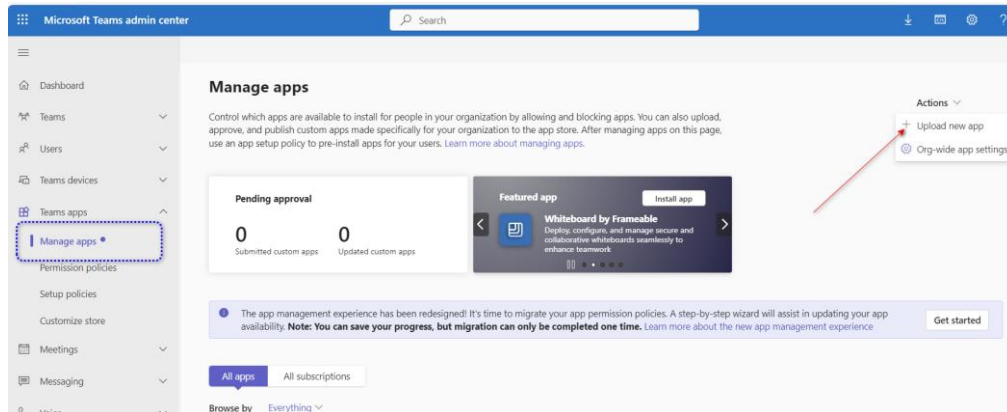 Microsoft Teams admin center
Search
?
Dashboard
Teams
Users
Teams devices
Teams apps
Manage apps
Permission policies
Setup policies
Customize store
Meetings
Messaging
Voice
Manage apps
Control which apps are available to install for people in your organization by allowing and blocking apps. You can also upload,
approve, and publish custom apps made specifically for your organization to the app store. After managing apps on this page,
use an app setup policy to pre-install apps for your users. Learn more about managing apps.
Actions
Upload new app
Org-wide app settings
Pending approval
0
Submitted custom apps
0
Updated custom apps
Featured app
Install app
Whiteboard by Frameable
Deploy, configure, and manage secure and
collaborative whiteboards seamlessly to
enhance teamwork
The app management experience has been redesigned! It's time to migrate your app permission policies. A step-by-step wizard will assist in updating your app
availability. Note: You can save your progress, but migration can only be completed one time. Learn more about the new app management experience
Get started
All apps
All subscriptions
Browse by Everything